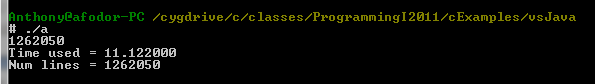 Anthony@afodor-PC /cygdrive/c/classes/ProgrammingI2011/cExamples/vsJava
# ./a
1262050
Time used = 11.122000
Num lines = 1262050